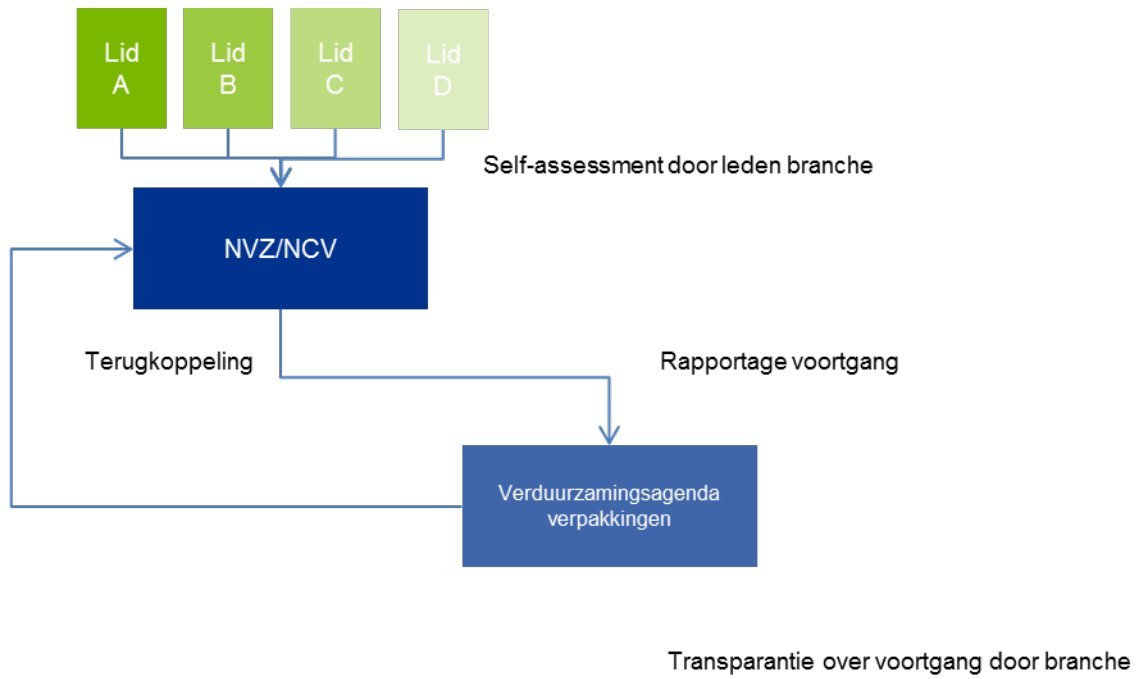 Lid
A
Lid
B
Lid
C
Lid
D
Self-assessment door leden branche
NVZ/NCV
Terugkoppeling
Rapportage voortgang
Verduurzamingsagenda
verpakkingen
Transparantie over voortgang door branche